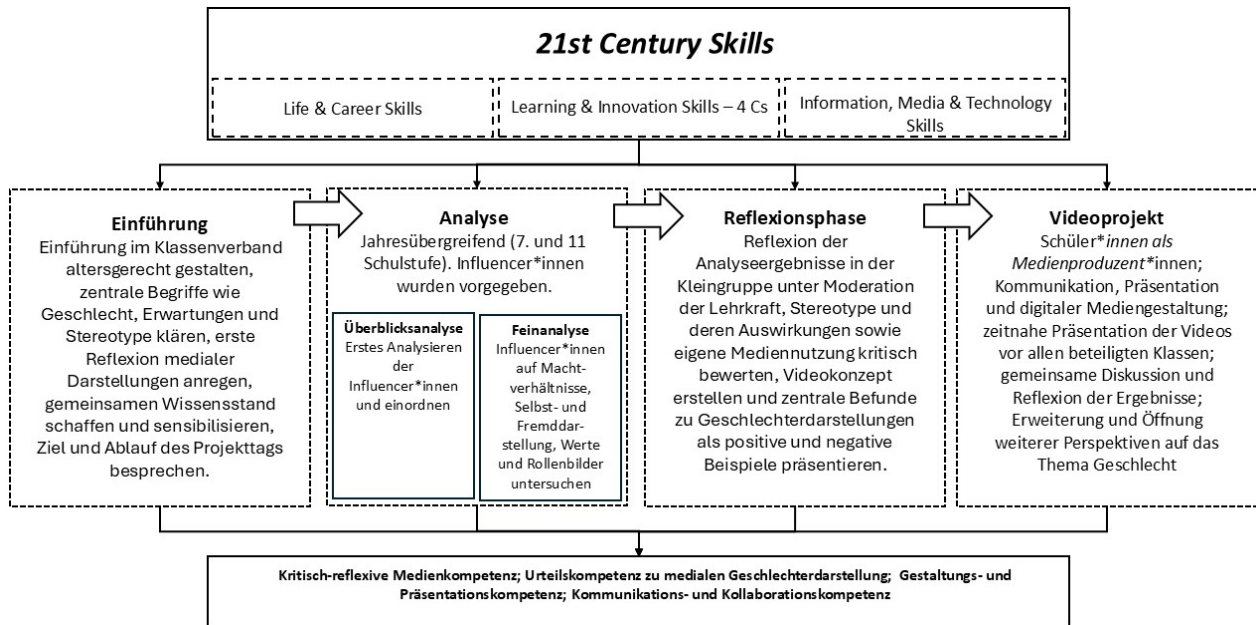 21st Century Skills
Life & Career Skills
Learning & Innovation Skills – 4 Cs
Information, Media & Technology
Skills
Einführung
Einführung im Klassenverband
altersgerecht gestalten,
zentrale Begriffe wie
Geschlecht, Erwartungen und
Stereotype klären, erste
Reflexion medialer
Darstellungen anregen,
gemeinsamen Wissensstand
schaffen und sensibilisieren,
Ziel und Ablauf des Projekttags
besprechen.
Analyse
Jahresübergreifend (7. und 11
Schulstufe). Influencer*innen
wurden vorgegeben.
Überblicksanalyse
Erstes Analysieren
der
Influencer*innen
und einordnen
Feinanalyse
Influencer*innen
auf Macht-
verhältnisse,
Selbst- und
Fremddar-
stellung, Werte
und Rollenbilder
untersuchen
Reflexionsphase
Reflexion der
Analyseergebnisse in der
Kleingruppe unter Moderation
der Lehrkraft, Stereotype und
deren Auswirkungen sowie
eigene Mediennutzung kritisch
bewerten, Videokonzept
erstellen und zentrale Befunde
zu Geschlechterdarstellungen
als positive und negative
Beispiele präsentieren.
Videoprojekt
Schüler*innen als
Medienproduzent*innen;
Kommunikation, Präsentation
und digitaler Mediengestaltung;
zeitnahe Präsentation der Videos
vor allen beteiligten Klassen;
gemeinsame Diskussion und
Reflexion der Ergebnisse;
Erweiterung und Öffnung
weiterer Perspektiven auf das
Thema Geschlecht
Kritisch-reflexive Medienkompetenz; Urteilskompetenz zu medialen Geschlechterdarstellung; Gestaltungs- und
Präsentationskompetenz; Kommunikations- und Kollaborationskompetenz